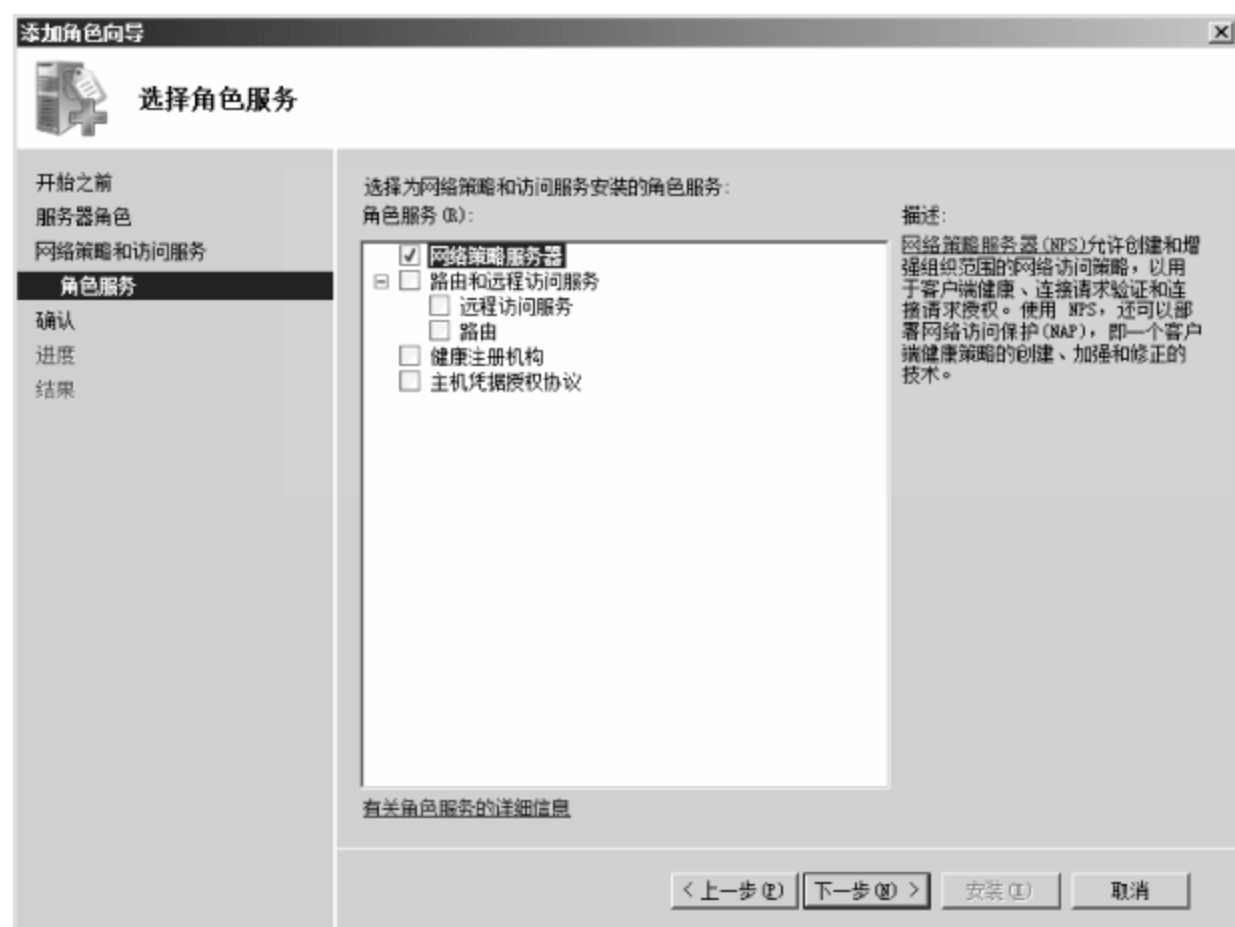 添加角色向导
选择角色服务
开始之前
服务器角色
网络策略和访问服务
角色服务
确认
进度
结果
选择为网络策略和访问服务安装的角色服务:
角色服务(R):
网络策略服务器
路由和远程访问服务
远程访问服务
路由
健康注册机构
主机凭据授权协议
有关角色服务的详细信息
描述:
网络策略服务器(NPS)允许创建和增
强组织范围的网络访问策略，以用
于客户端健康、连接请求验证和连
接请求授权。使用 NPS，还可以部
署网络访问保护(NAP)，即一个客户
端健康策略的创建、加强和修正的
技术。
< 上一步(P)
下一步(N) >
安装(I)
取消